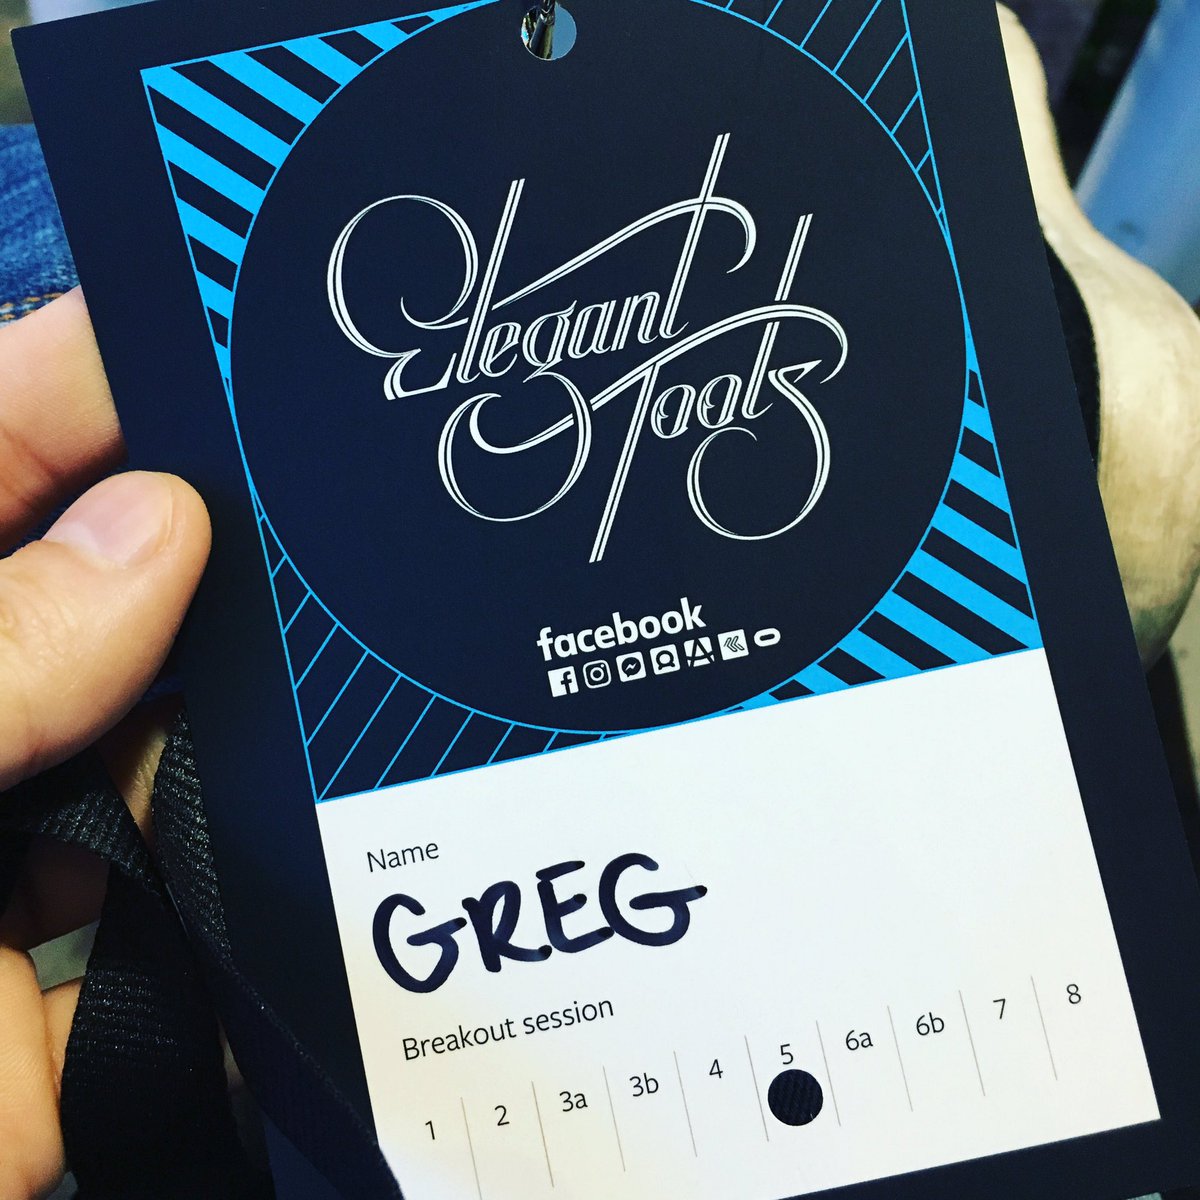 Elegant
Tools
facebook
Name
GREG
Breakout session
1 2 3a 3b 4 5 6a 6b 7 8